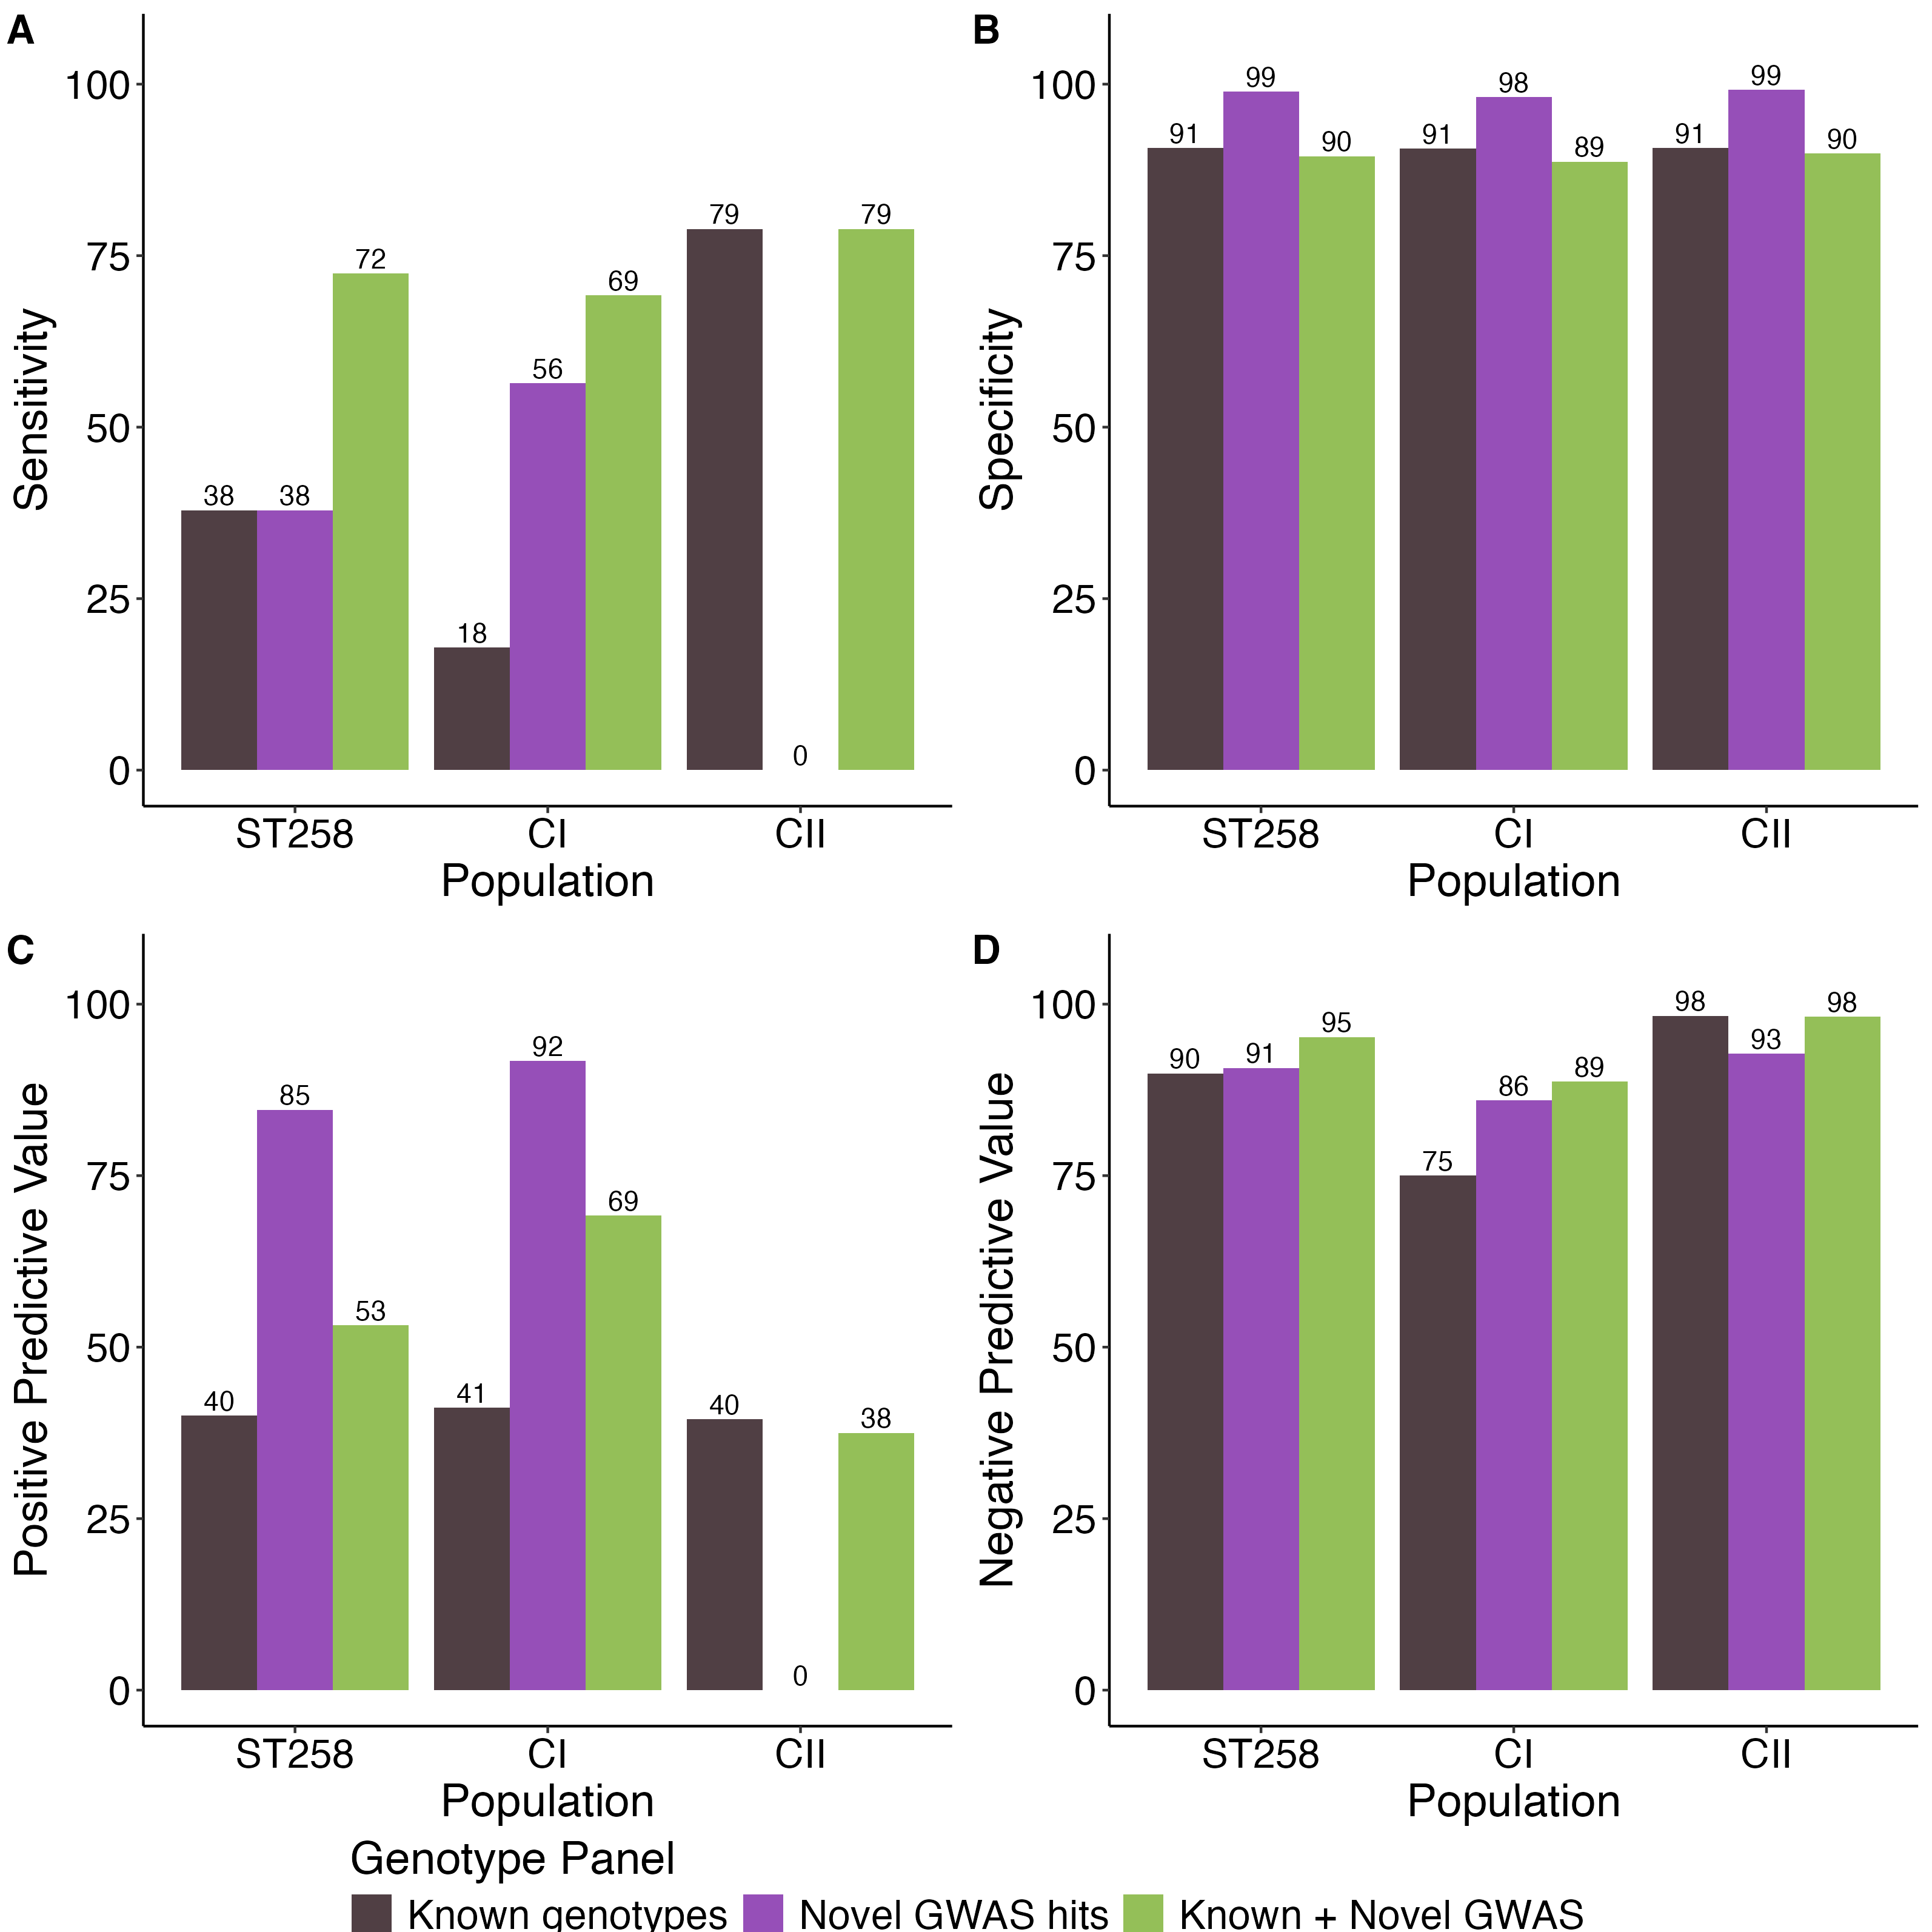 A
Sensitivity
100
75
50
25
0
38
38
72
18
56
69
79
0
79
ST258
CI
CII
Population
B
Specificity
100
75
50
25
0
91
99
90
91
98
89
91
99
90
ST258
CI
CII
Population
C
Positive Predictive Value
100
75
50
25
0
40
85
53
41
92
69
40
0
38
ST258
CI
CII
Population
D
Negative Predictive Value
100
75
50
25
0
90
91
95
75
86
89
98
93
98
ST258
CI
CII
Population
Genotype Panel
Known genotypes
Novel GWAS hits
Known + Novel GWAS